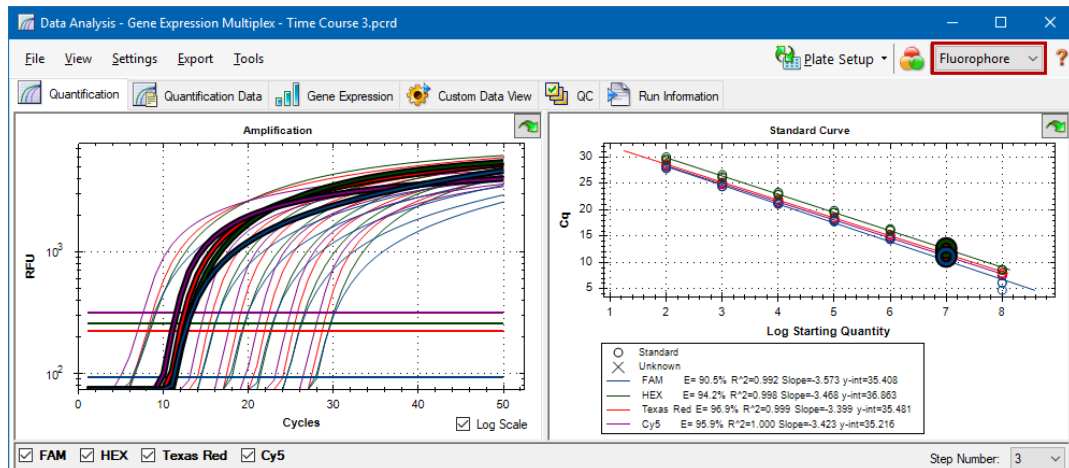 Data Analysis - Gene Expression Multiplex - Time Course 3.pcrd
File View Settings Export Tools Plate Setup Fluorophore ?
Quantification Quantification Data Gene Expression Custom Data View QC Run Information
Amplification
10^3
10^2
RFU
0 10 20 30 40 50
Cycles
Log Scale
Standard Curve
30
25
20
15
10
5
Cq
1 2 3 4 5 6 7 8
Log Starting Quantity
Standard
Unknown
FAM E= 90.5% R^2=0.992 Slope=-3.573 y-int=35.408
HEX E= 94.2% R^2=0.998 Slope=-3.468 y-int=36.863
Texas Red E= 96.9% R^2=0.999 Slope=-3.399 y-int=35.481
Cy5 E= 95.9% R^2=1.000 Slope=-3.423 y-int=35.216
FAM HEX Texas Red Cy5 Step Number: 3